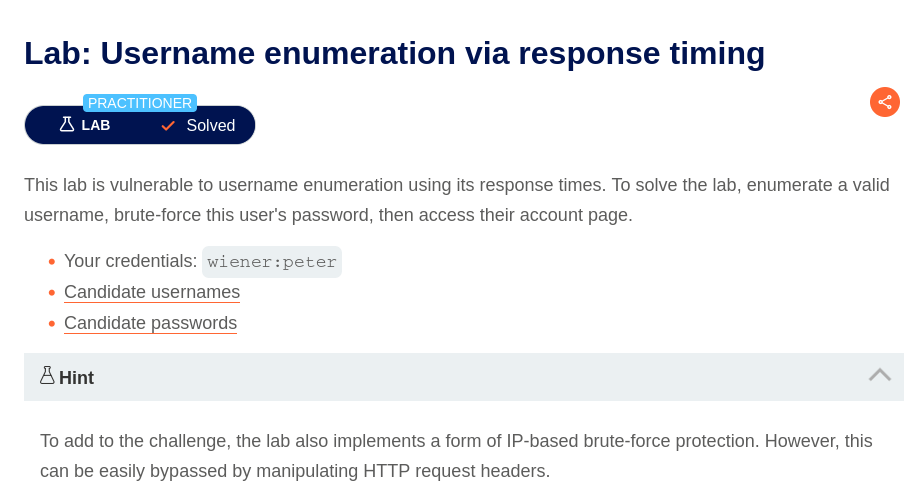 Lab: Username enumeration via response timing
PRACTITIONER
LAB Solved
This lab is vulnerable to username enumeration using its response times. To solve the lab, enumerate a valid
username, brute-force this user's password, then access their account page.
Your credentials: wiener:peter
Candidate usernames
Candidate passwords
Hint
To add to the challenge, the lab also implements a form of IP-based brute-force protection. However, this
can be easily bypassed by manipulating HTTP request headers.